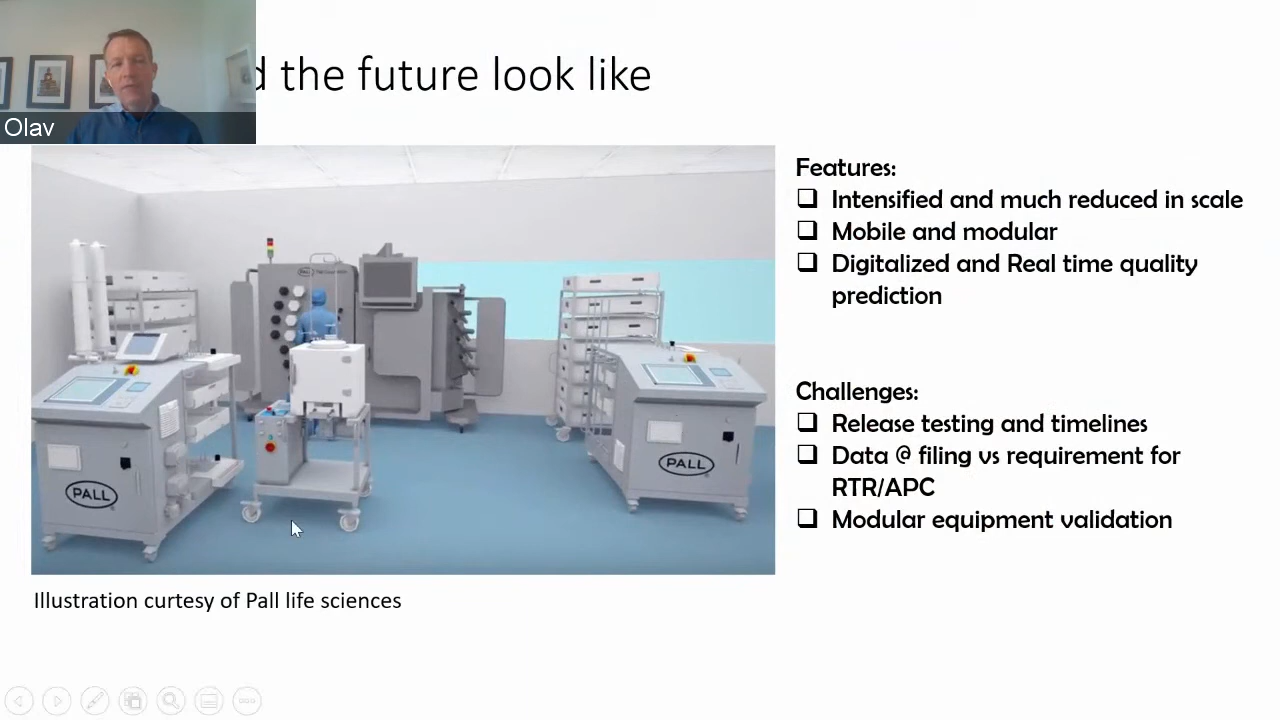 d the future look like
Olav
Features:
Intensified and much reduced in scale
Mobile and modular
Digitalized and Real time quality
prediction
Challenges:
Release testing and timelines
Data @ filing vs requirement for
RTR/APC
Modular equipment validation
PALL
PALL
Illustration curtesy of Pall life sciences